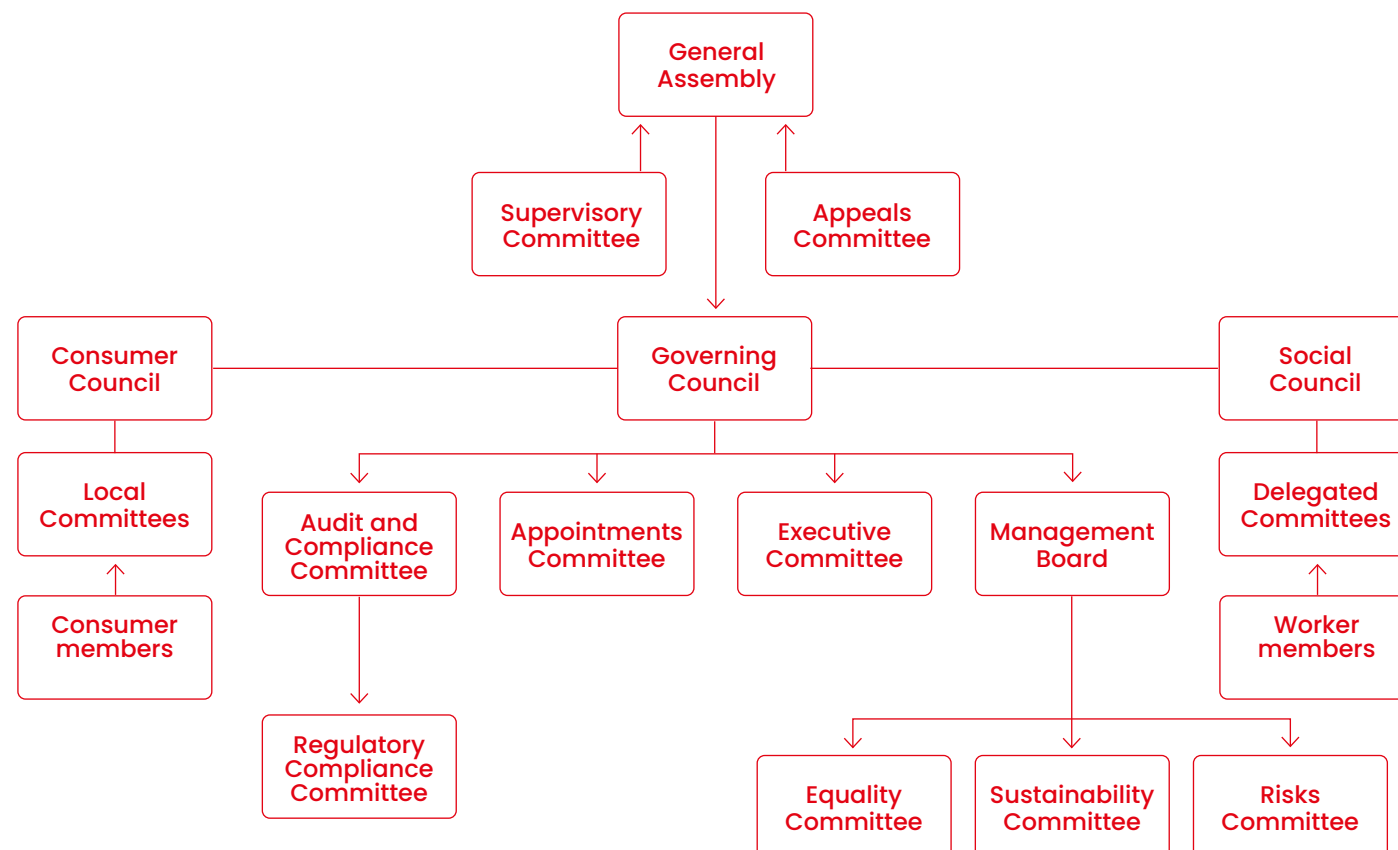 General
Assembly
Supervisory
Committee
Appeals
Committee
Consumer
Council
Governing
Council
Social
Council
Local
Committees
Audit and
Compliance
Committee
Appointments
Committee
Executive
Committee
Management
Board
Delegated
Committees
Consumer
members
Worker
members
Regulatory
Compliance
Committee
Equality
Committee
Sustainability
Committee
Risks
Committee